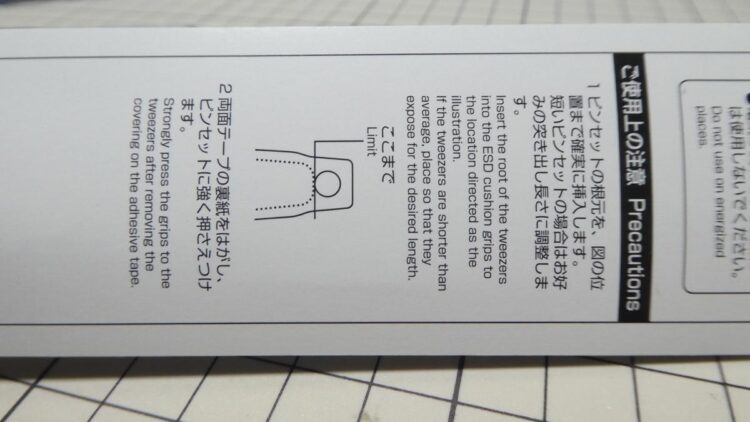 は使用しないでください。
Do not use on energized
places.
ご使用上の注意 Precautions
1 ピンセットの根元を、図の位
置まで確実に挿入します。
短いピンセットの場合はお好
みの突き出し長さに調整しま
す。
Insert the root of the tweezers
into the ESD cushion grips to
the location directed as the
illustration.
If the tweezers are shorter than
average, place so that they
expose for the desired length.
ここまで
Limit
2 両面テープの裏紙をはがし、
ピンセットに強く押さえつけ
ます。
Strongly press the grips to the
tweezers after removing the
covering on the adhesive tape.